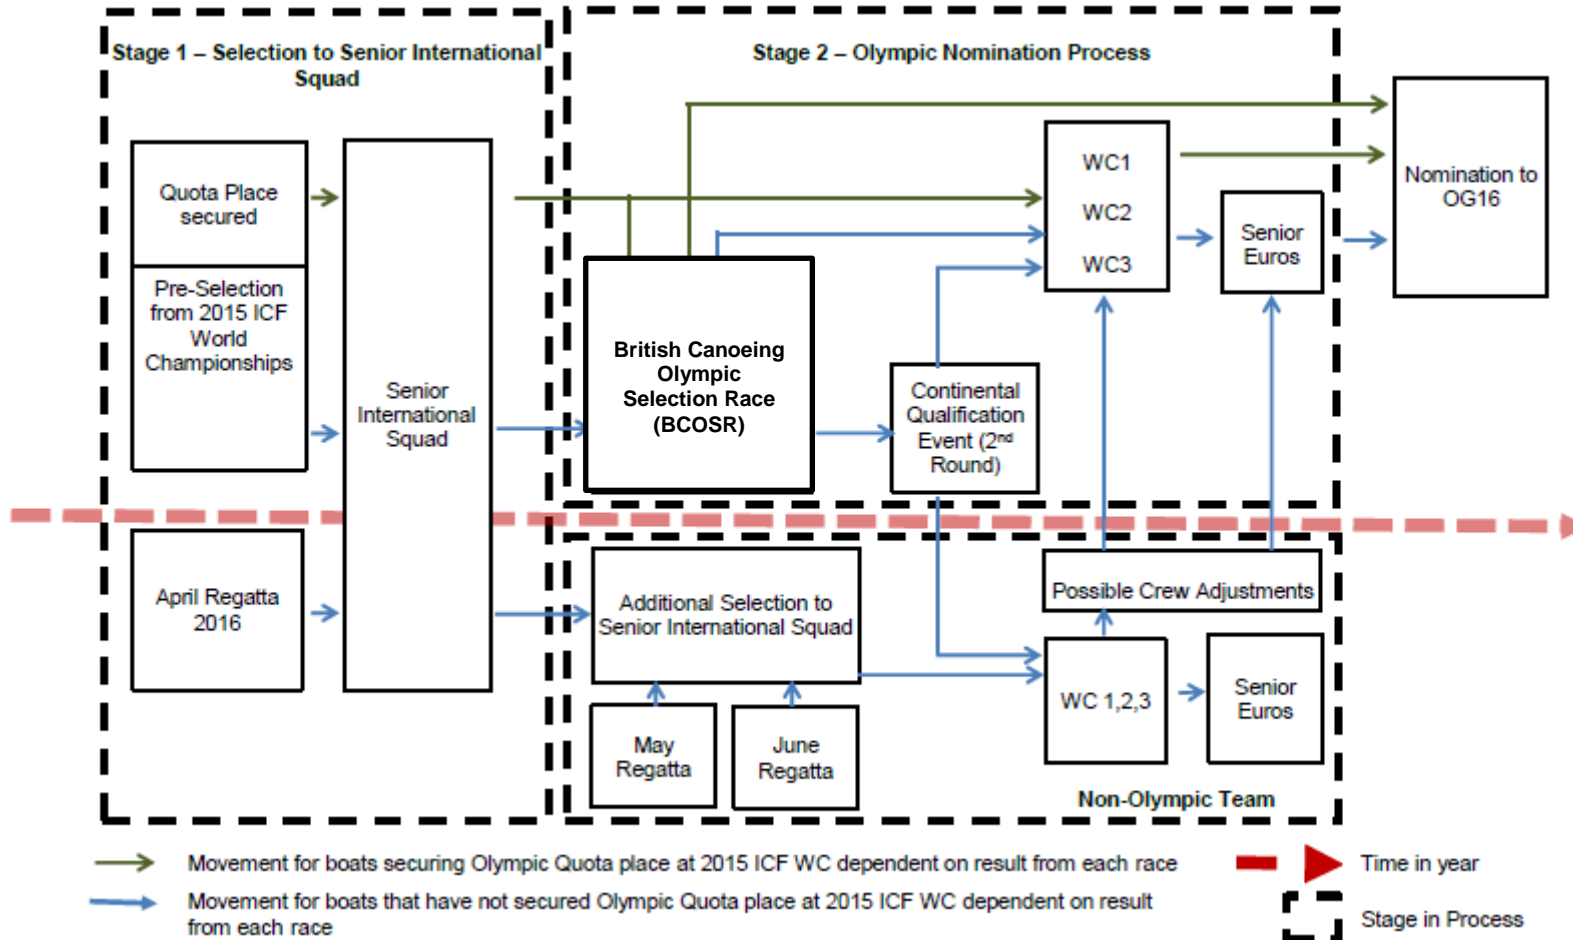 Stage 1 – Selection to Senior International
Squad
Stage 2 – Olympic Nomination Process
Quota Place
secured
Pre-Selection
from 2015 ICF
World
Championships
Senior
International
Squad
April Regatta
2016
British Canoeing
Olympic
Selection Race
(BCOSR)
Continental
Qualification
Event (2nd
Round)
WC1
WC2
WC3
Senior
Euros
Nomination to
OG16
Additional Selection to
Senior International Squad
May
Regatta
June
Regatta
Possible Crew Adjustments
WC 1,2,3
Senior
Euros
Non-Olympic Team
Movement for boats securing Olympic Quota place at 2015 ICF WC dependent on result from each race
Time in year
Movement for boats that have not secured Olympic Quota place at 2015 ICF WC dependent on result
from each race
Stage in Process